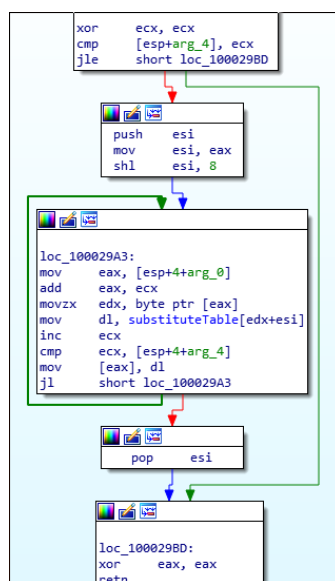 xor ecx, ecx
cmp [esp+arg_4], ecx
jle short loc_100029BD
push esi
mov esi, eax
shl esi, 8
loc_100029A3:
mov eax, [esp+4+arg_0]
add eax, ecx
movzx edx, byte ptr [eax]
mov dl, substituteTable[edx+esi]
inc ecx
cmp ecx, [esp+4+arg_4]
mov [eax], dl
jl short loc_100029A3
pop esi
loc_100029BD:
xor eax, eax
retn